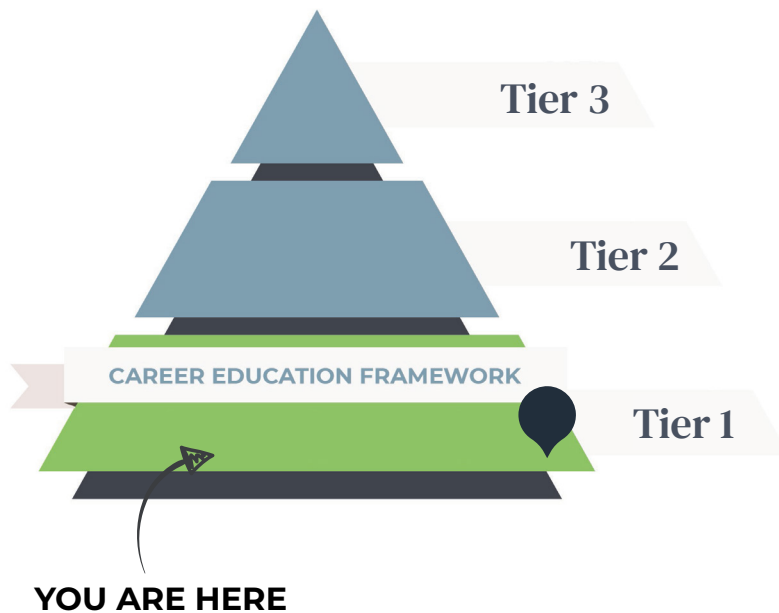 Tier 3
Tier 2
CAREER EDUCATION FRAMEWORK
Tier 1
YOU ARE HERE